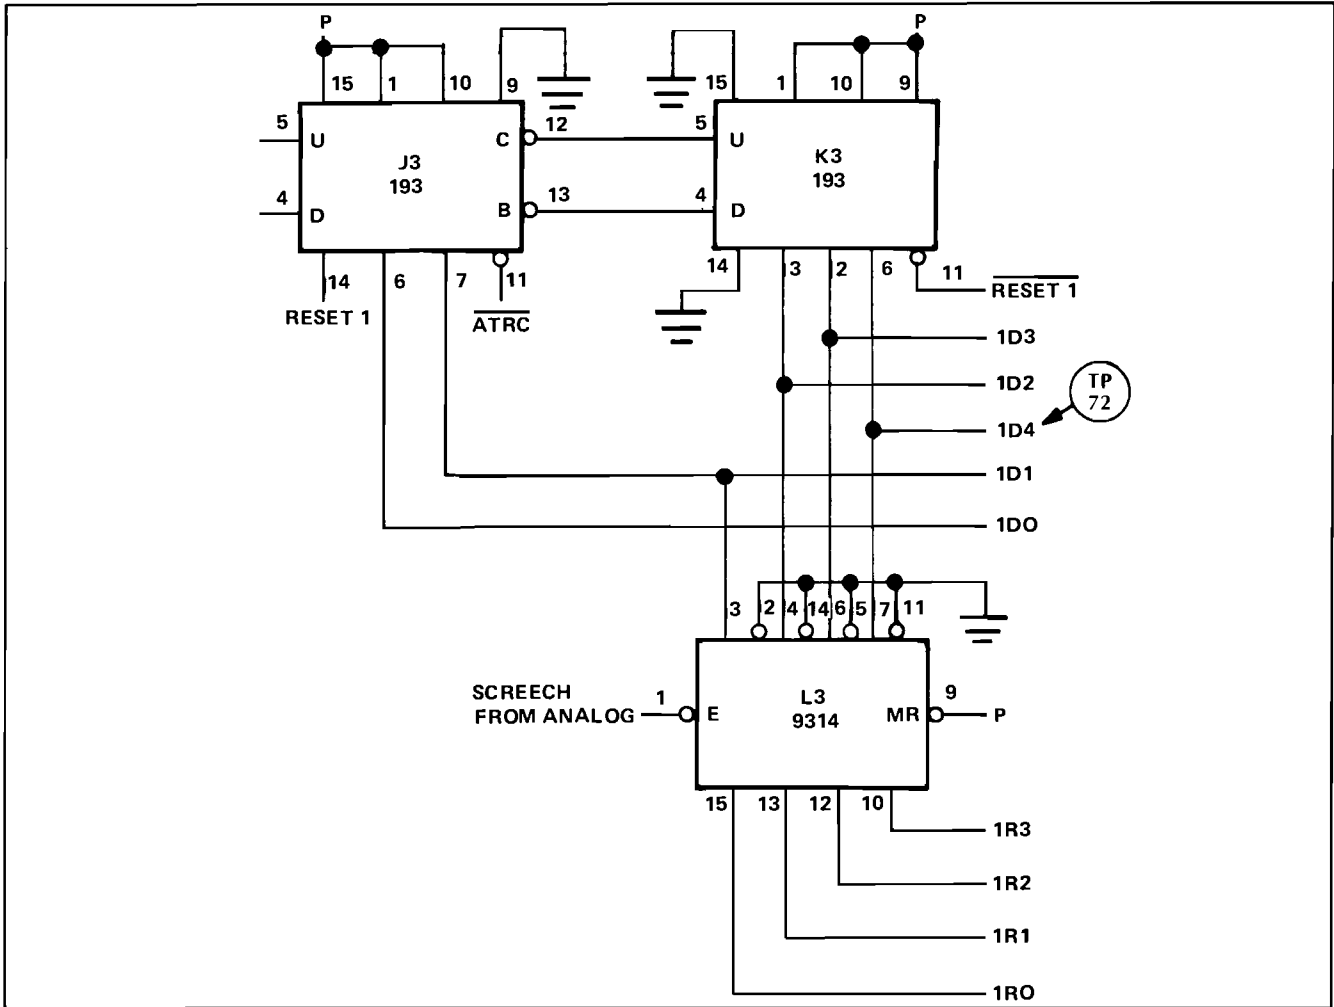 P P
15 1 10 9 15 1 10 9
5 U J3 C 12 5 U K3
193 193
4 D B 13 4 D
14 6 7 11 14 3 2 6 11
RESET 1 ATRC RESET 1
1D3
1D2 TP
72
1D4
1D1
1D0
3 2 4 14 6 5 7 11
SCREECH 1 L3 9
FROM ANALOG E 9314 MR P
15 13 12 10
1R3
1R2
1R1
1R0